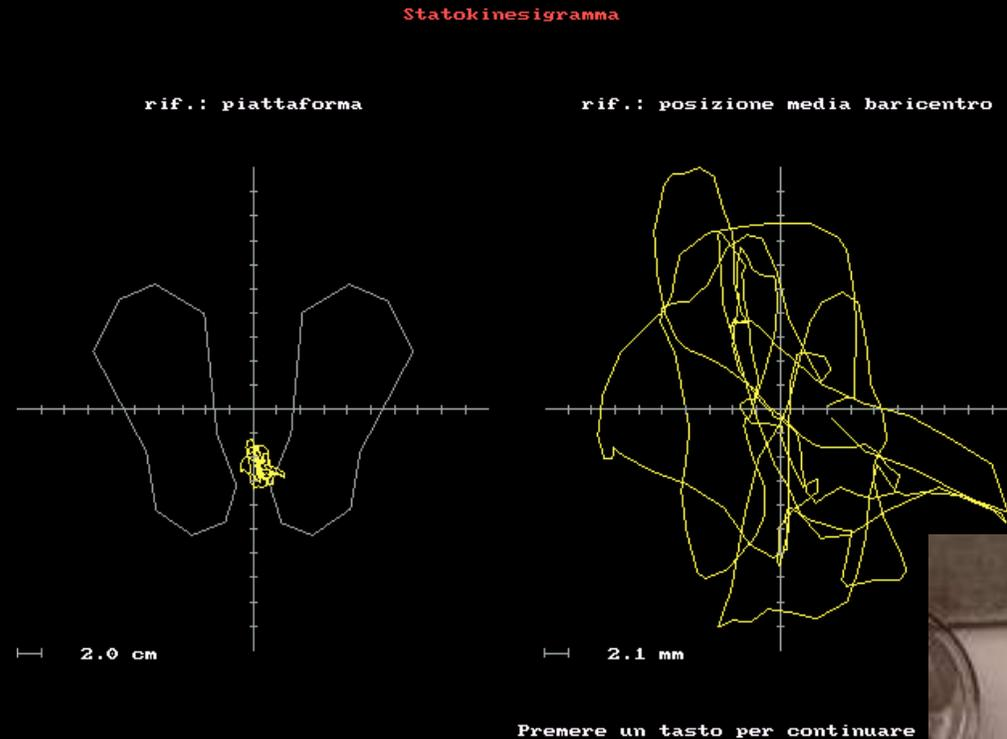 Statokinesigramma
rif.: piattaforma
rif.: posizione media baricentro
2.0 cm
2.1 mm
Premere un tasto per continuare